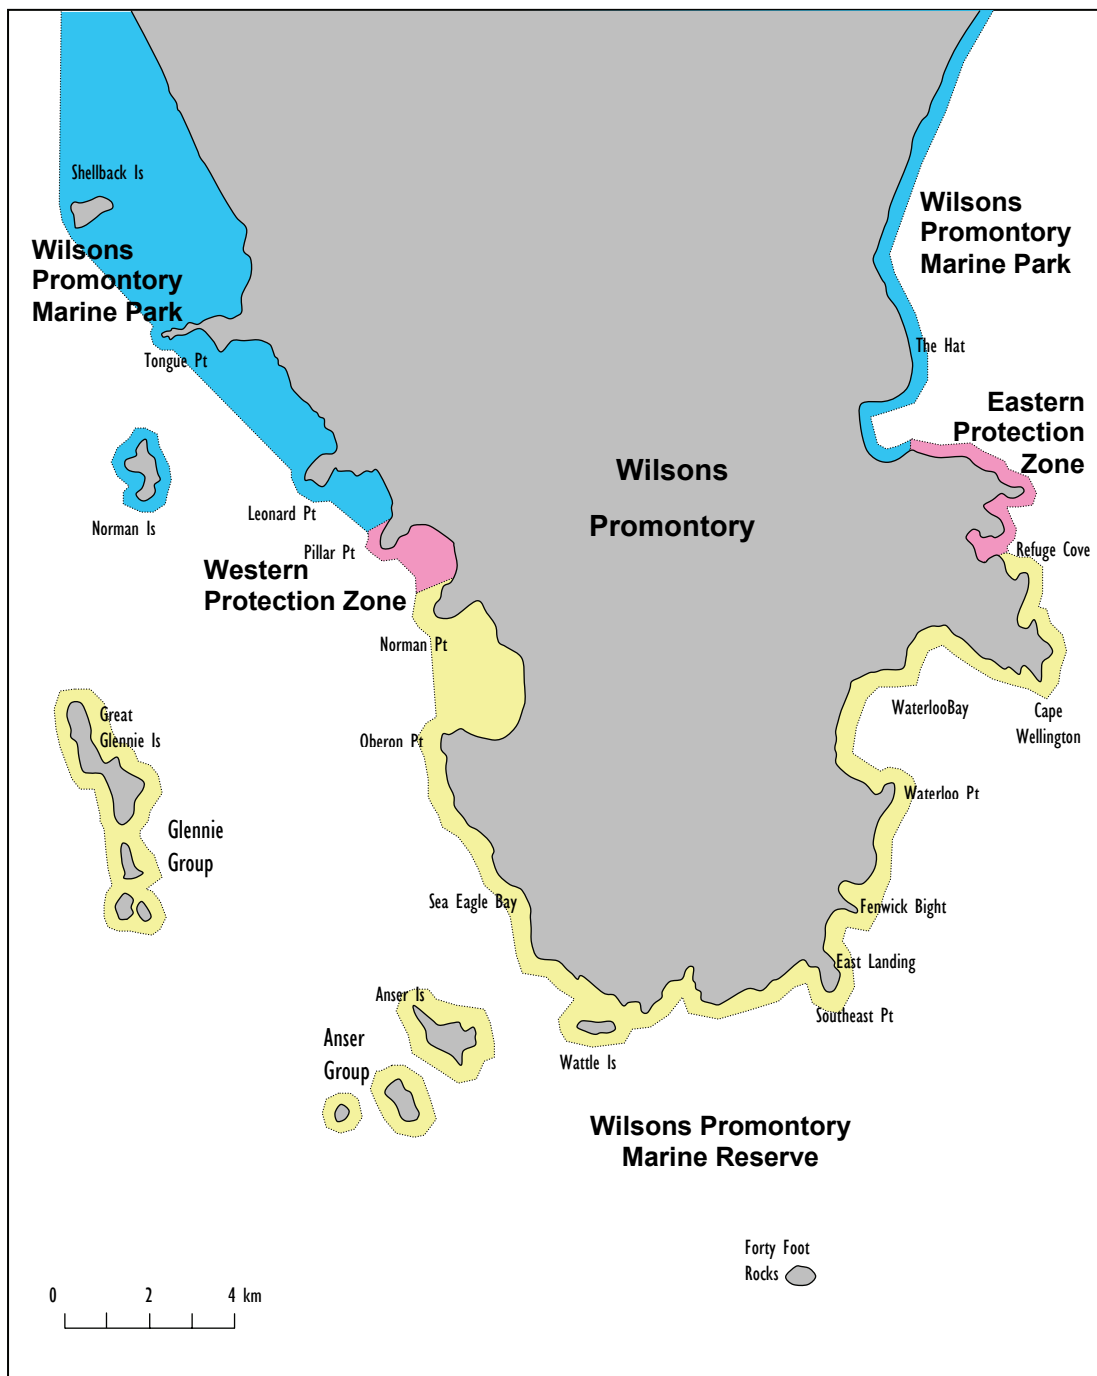 Shellback Is
Wilsons
Promontory
Marine Park
Wilsons
Promontory
Marine Park
Tongue Pt
The Hat
Eastern
Protection
Zone
Wilsons
Promontory
Norman Is
Leonard Pt
Pillar Pt
Refuge Cove
Western
Protection Zone
Norman Pt
Great
Glennie Is
Oberon Pt
WaterlooBay
Cape
Wellington
Waterloo Pt
Glennie
Group
Sea Eagle Bay
Fenwick Bight
East Landing
Anser Is
Southeast Pt
Anser
Group
Wattle Is
Wilsons Promontory
Marine Reserve
Forty Foot
Rocks
0 2 4 km